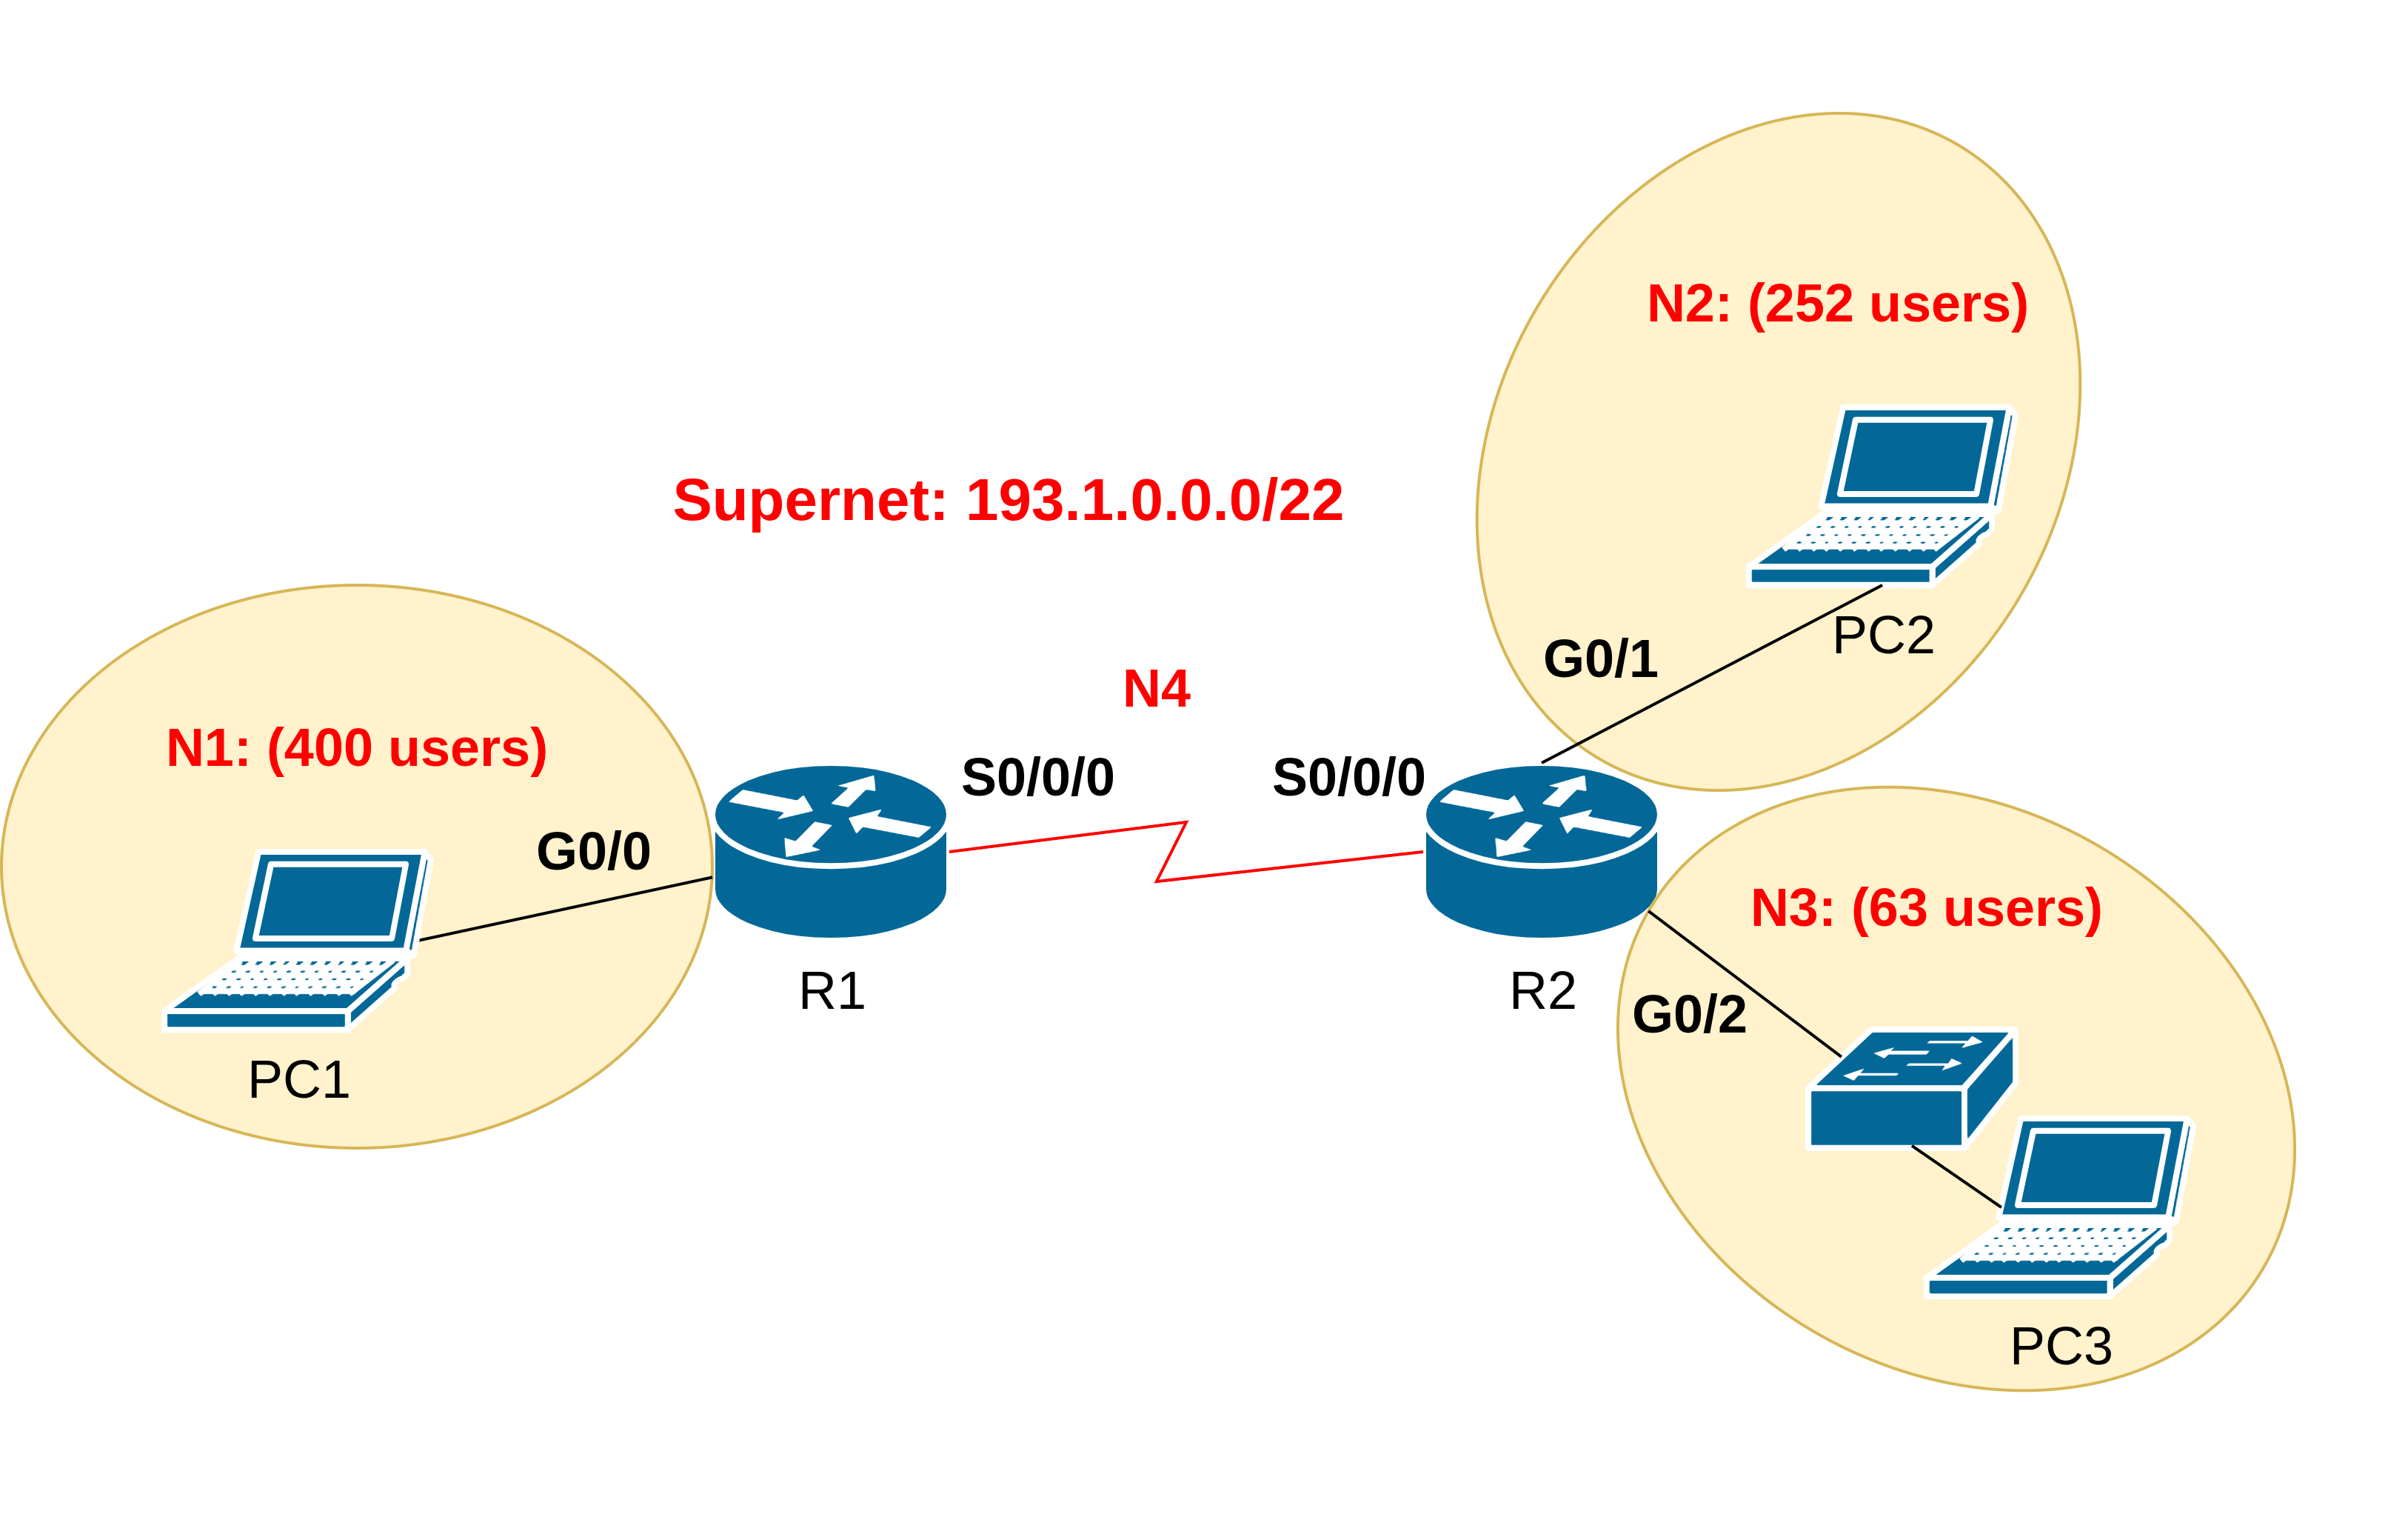 N2: (252 users)
Supernet: 193.1.0.0.0/22
PC2
G0/1
N4
N1: (400 users)
S0/0/0
S0/0/0
G0/0
N3: (63 users)
R1
R2
G0/2
PC1
PC3